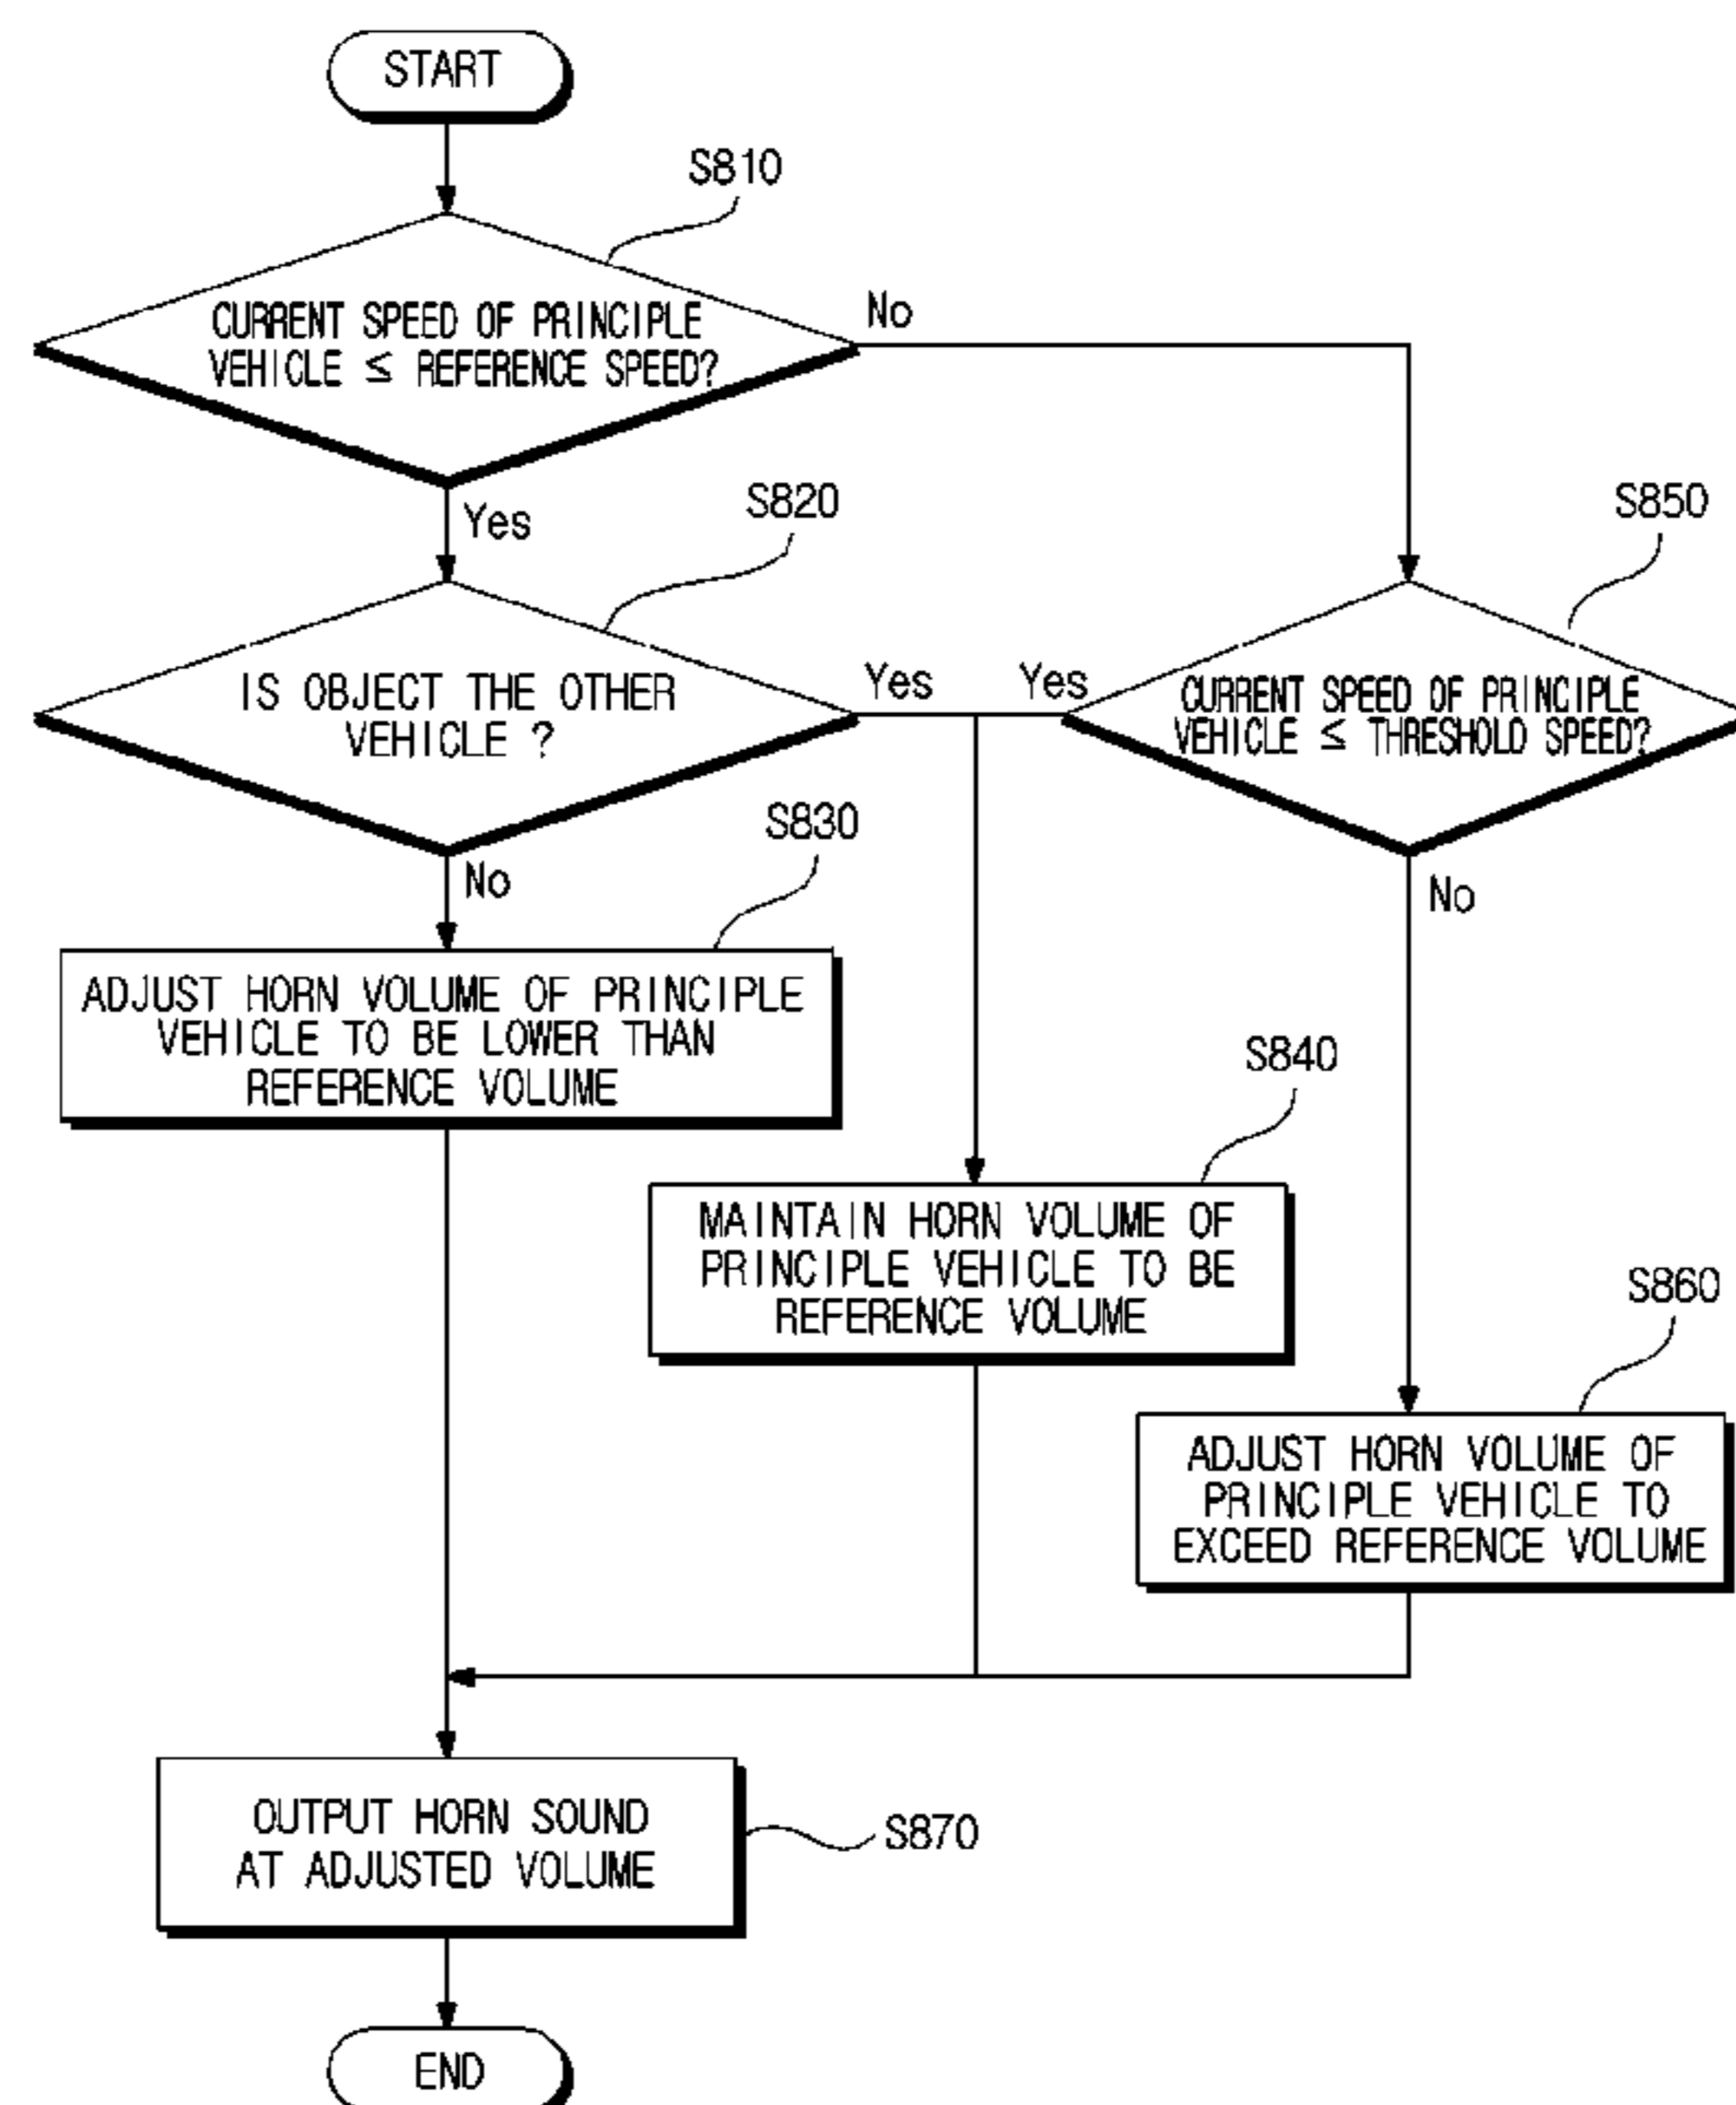 START
S810
CURRENT SPEED OF PRINCIPLE
VEHICLE ≤ REFERENCE SPEED?
No
Yes
S820
S850
IS OBJECT THE OTHER
VEHICLE ?
Yes
Yes
CURRENT SPEED OF PRINCIPLE
VEHICLE ≤ THRESHOLD SPEED?
S830
No
No
ADJUST HORN VOLUME OF PRINCIPLE
VEHICLE TO BE LOWER THAN
REFERENCE VOLUME
S840
MAINTAIN HORN VOLUME OF
PRINCIPLE VEHICLE TO BE
REFERENCE VOLUME
S860
ADJUST HORN VOLUME OF
PRINCIPLE VEHICLE TO
EXCEED REFERENCE VOLUME
OUTPUT HORN SOUND
AT ADJUSTED VOLUME
S870
END